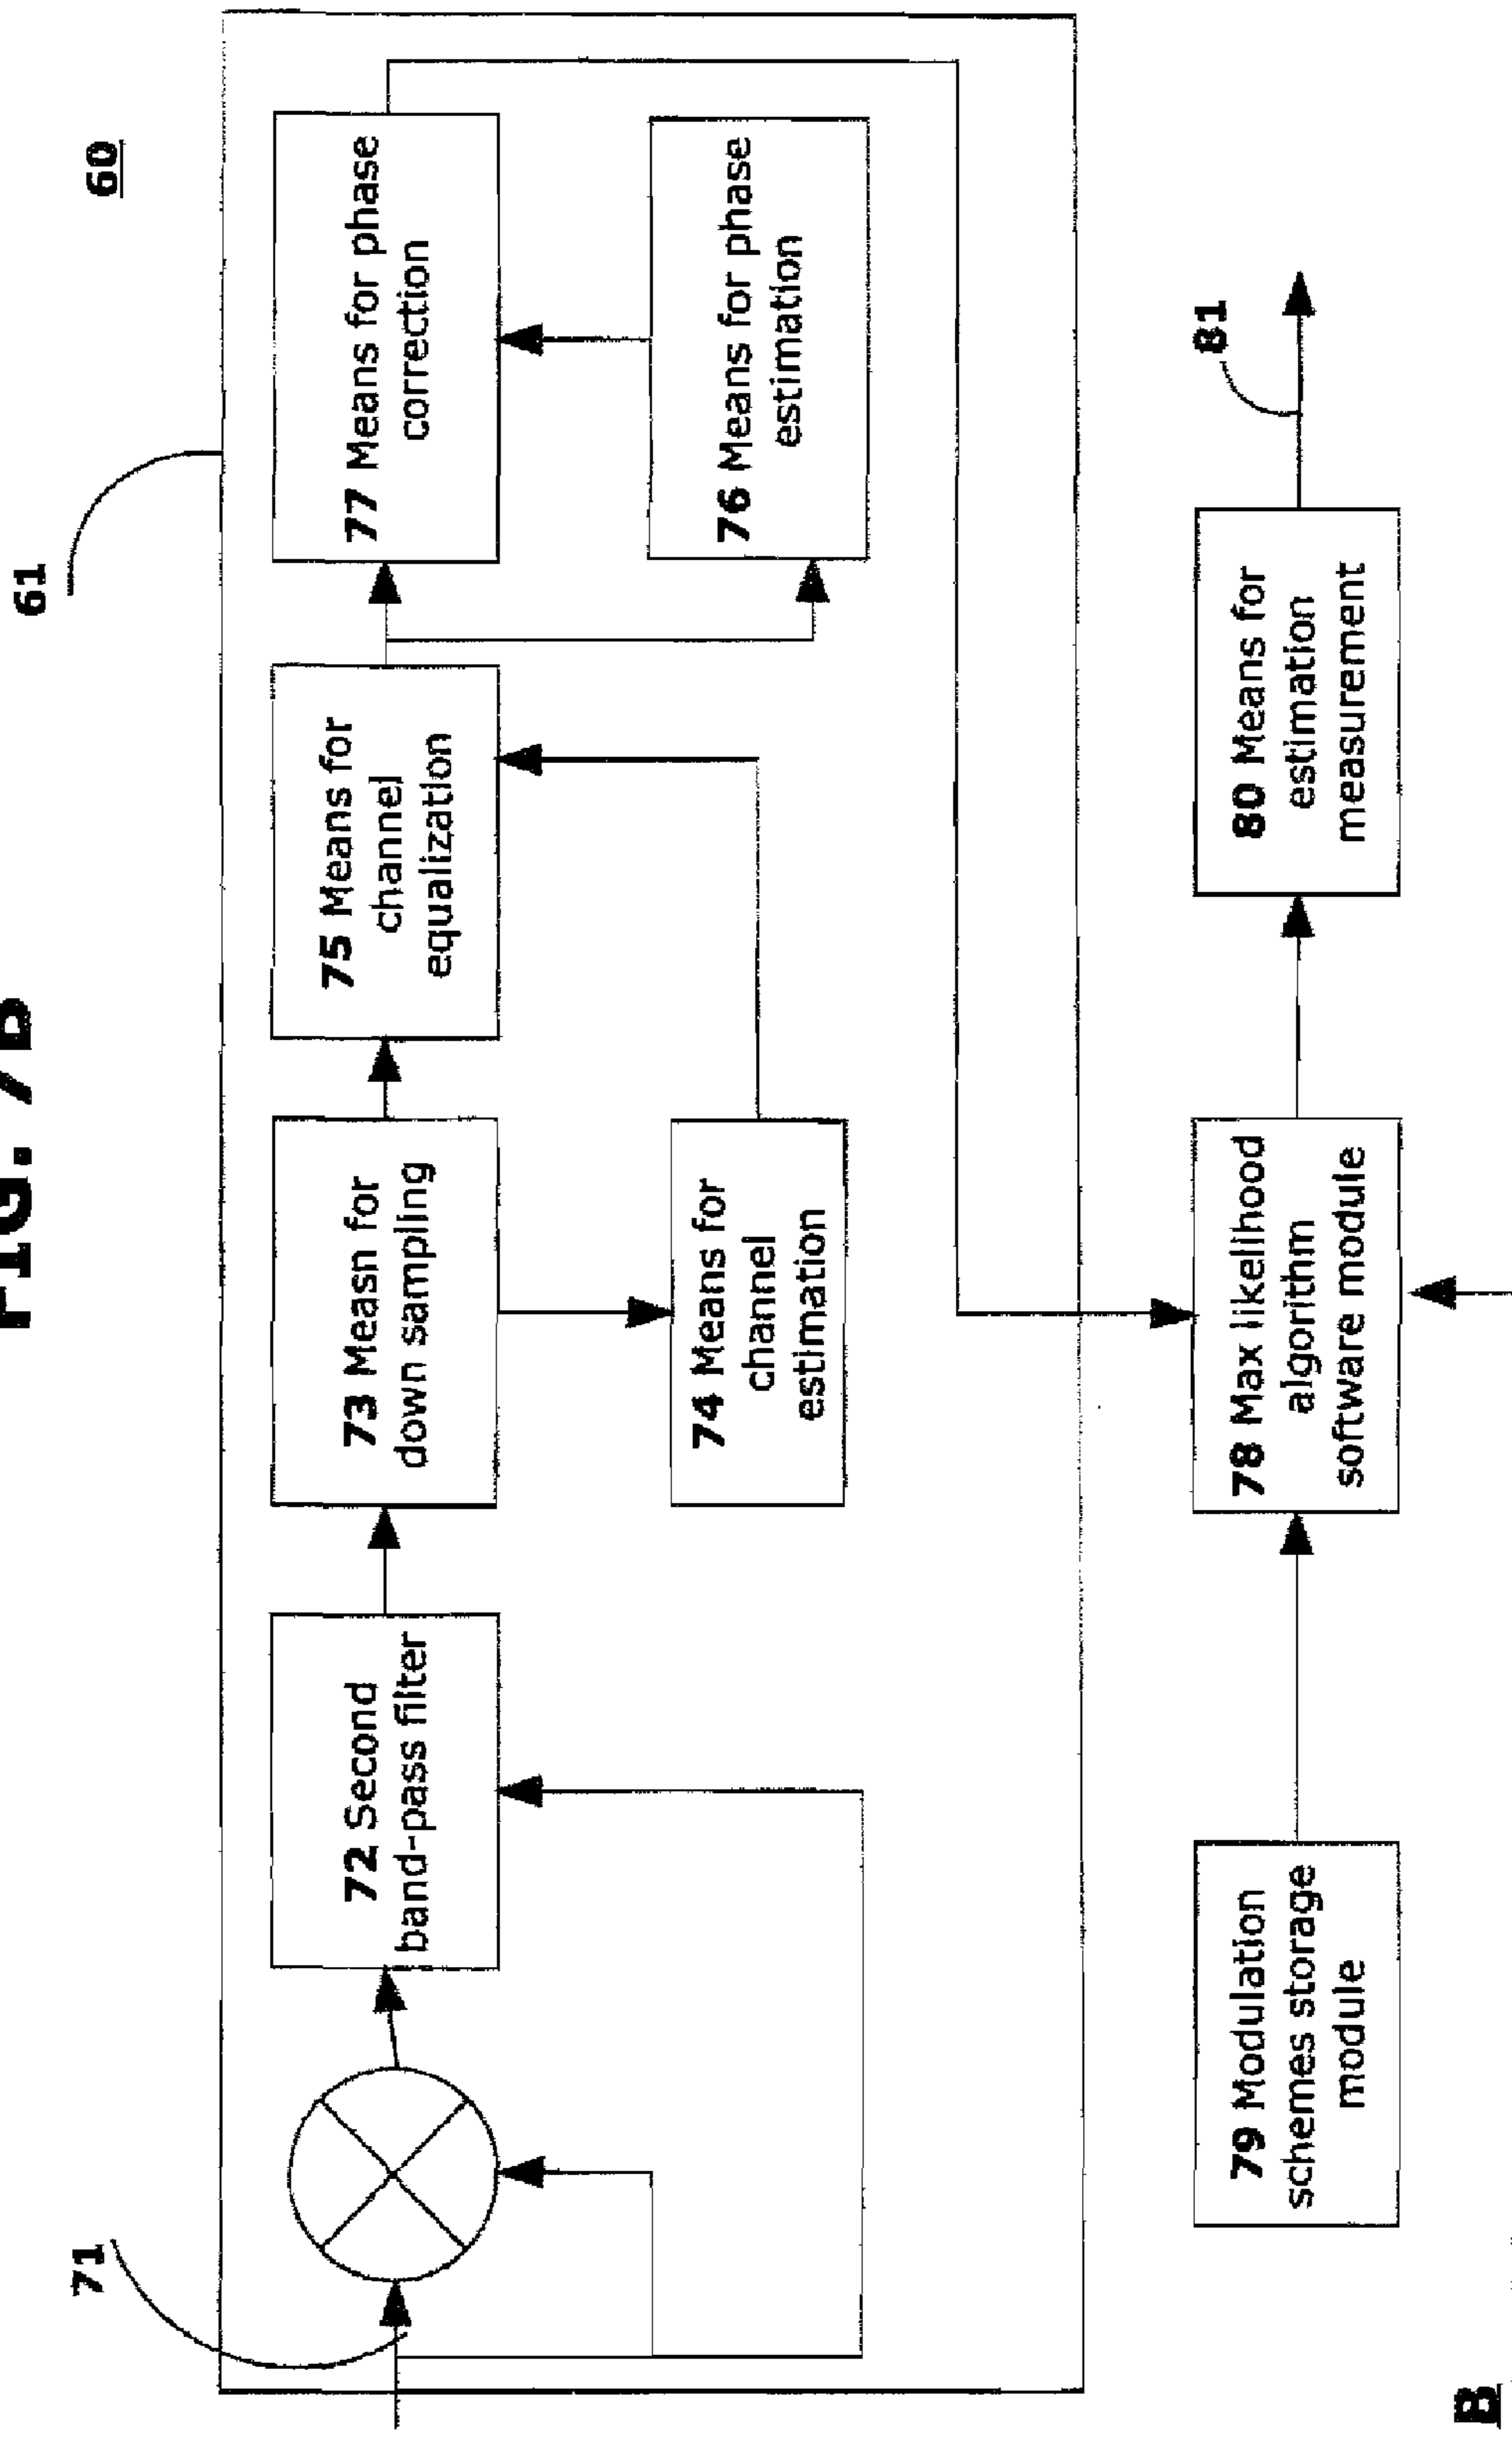 FIG. 7B
60
61
71
72 Second
band-pass filter
73 Measn for
down sampling
75 Means for
channel
equalization
77 Means for phase
correction
74 Means for
channel
estimation
76 Means for phase
estimation
79 Modulation
schemes storage
module
78 Max likelihood
algorithm
software module
80 Means for
estimation
measurement
81
B